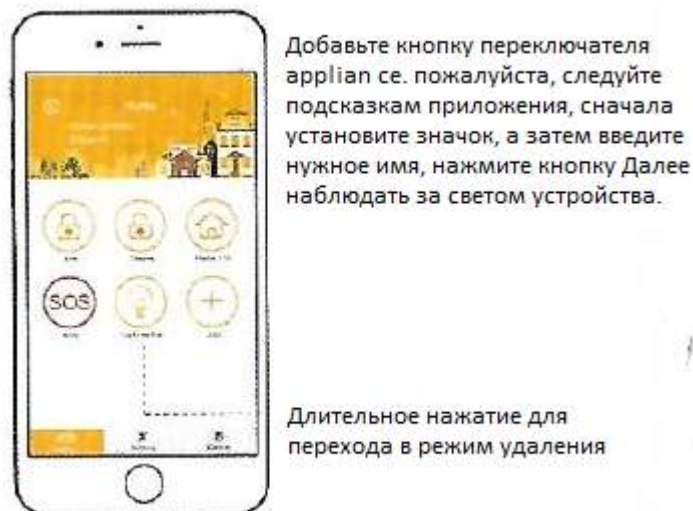 Добавьте кнопку переключателя
applian ce. пожалуйста, следуйте
подсказкам приложения, сначала
установите значок, а затем введите
нужное имя, нажмите кнопку Далее
наблюдать за светом устройства.
SOS
Длительное нажатие для
перехода в режим удаления